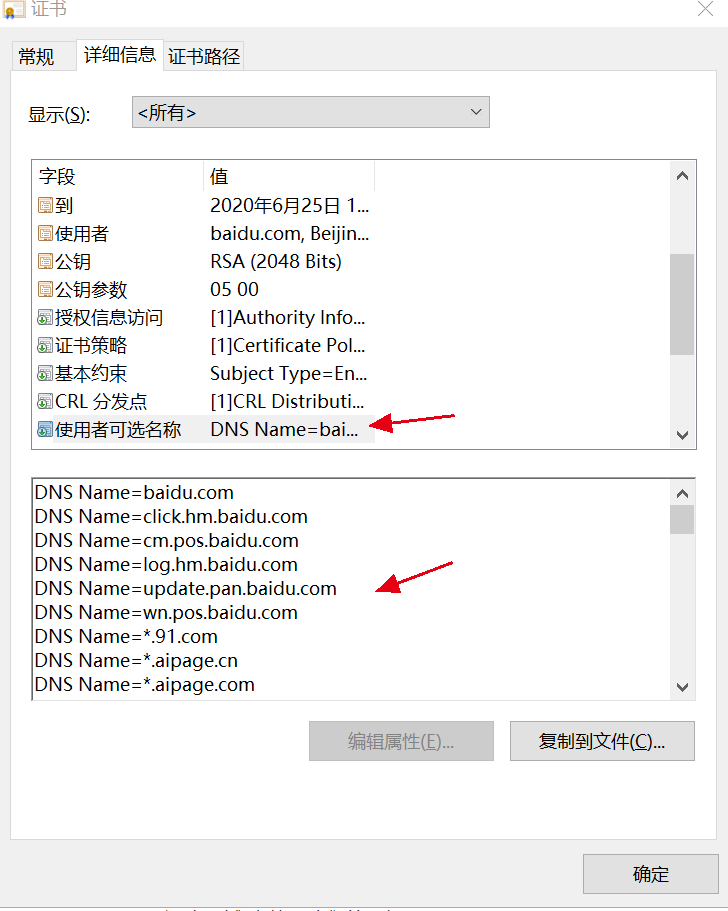 证书
常规 详细信息 证书路径
显示(S): <所有>
字段 值
到 2020年6月25日 1...
使用者 baidu.com, Beijin...
公钥 RSA (2048 Bits)
公钥参数 05 00
授权信息访问 [1]Authority Info...
证书策略 [1]Certificate Pol...
基本约束 Subject Type=En...
CRL 分发点 [1]CRL Distributi...
使用者可选名称 DNS Name=bai...
DNS Name=baidu.com
DNS Name=click.hm.baidu.com
DNS Name=cm.pos.baidu.com
DNS Name=log.hm.baidu.com
DNS Name=update.pan.baidu.com
DNS Name=wn.pos.baidu.com
DNS Name=*.91.com
DNS Name=*.aipage.cn
DNS Name=*.aipage.com
编辑属性(E)... 复制到文件(C)...
确定